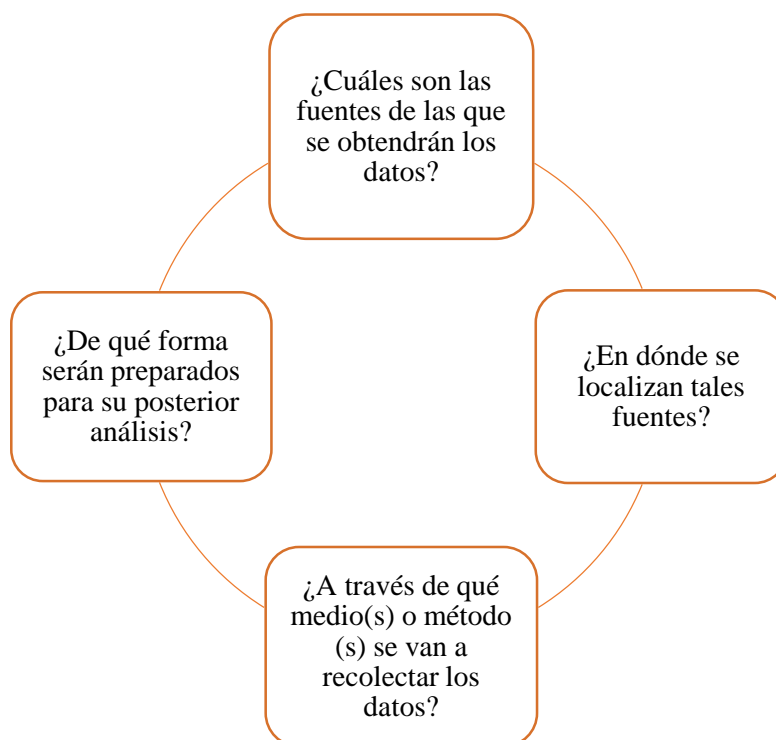 ¿Cuáles son las
fuentes de las que
se obtendrán los
datos?
¿En dónde se
localizan tales
fuentes?
¿A través de qué
medio(s) o método
(s) se van a
recolectar los
datos?
¿De qué forma
serán preparados
para su posterior
análisis?